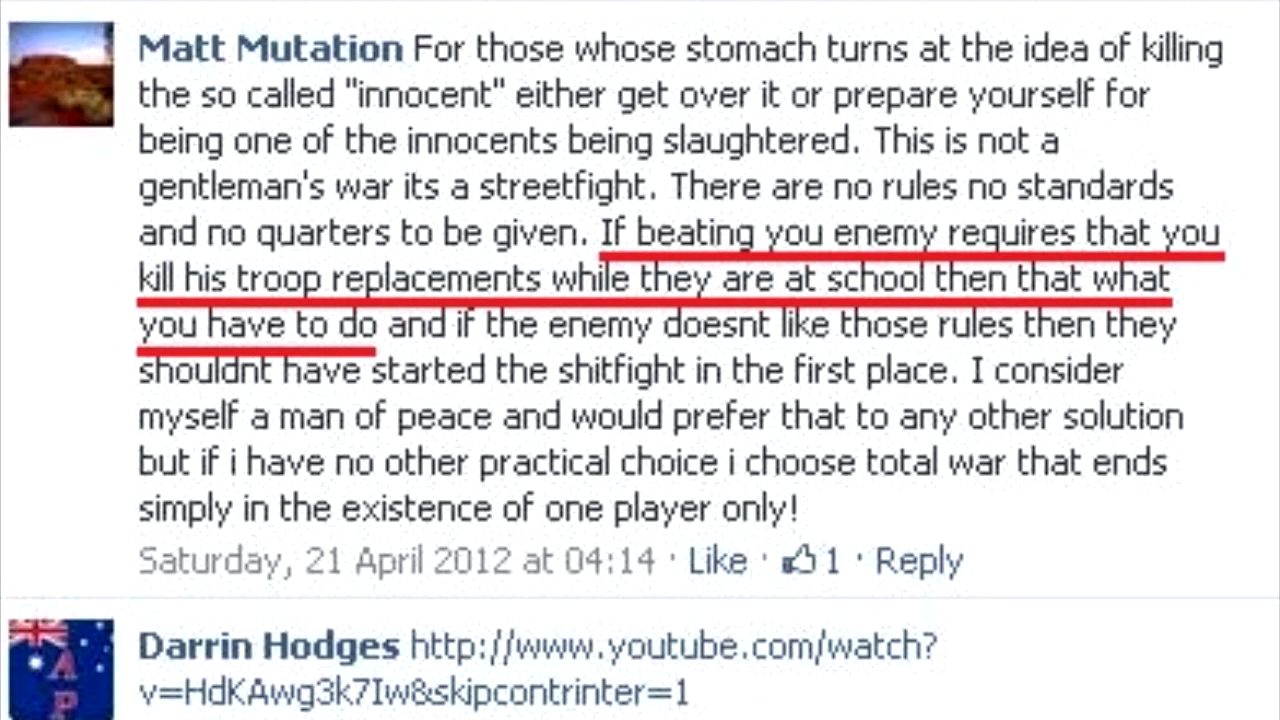 Matt Mutation For those whose stomach turns at the idea of killing
the so called "innocent" either get over it or prepare yourself for
being one of the innocents being slaughtered. This is not a
gentleman's war its a streetfight. There are no rules no standards
and no quarters to be given. If beating you enemy requires that you
kill his troop replacements while they are at school then that what
you have to do and if the enemy doesnt like those rules then they
shouldnt have started the shitfight in the first place. I consider
myself a man of peace and would prefer that to any other solution
but if i have no other practical choice i choose total war that ends
simply in the existence of one player only!
Saturday, 21 April 2012 at 04:14 · Like · 1 · Reply
Darrin Hodges http://www.youtube.com/watch?
v=HdKAwg3k7Iw&skipcontrinter=1
A
P